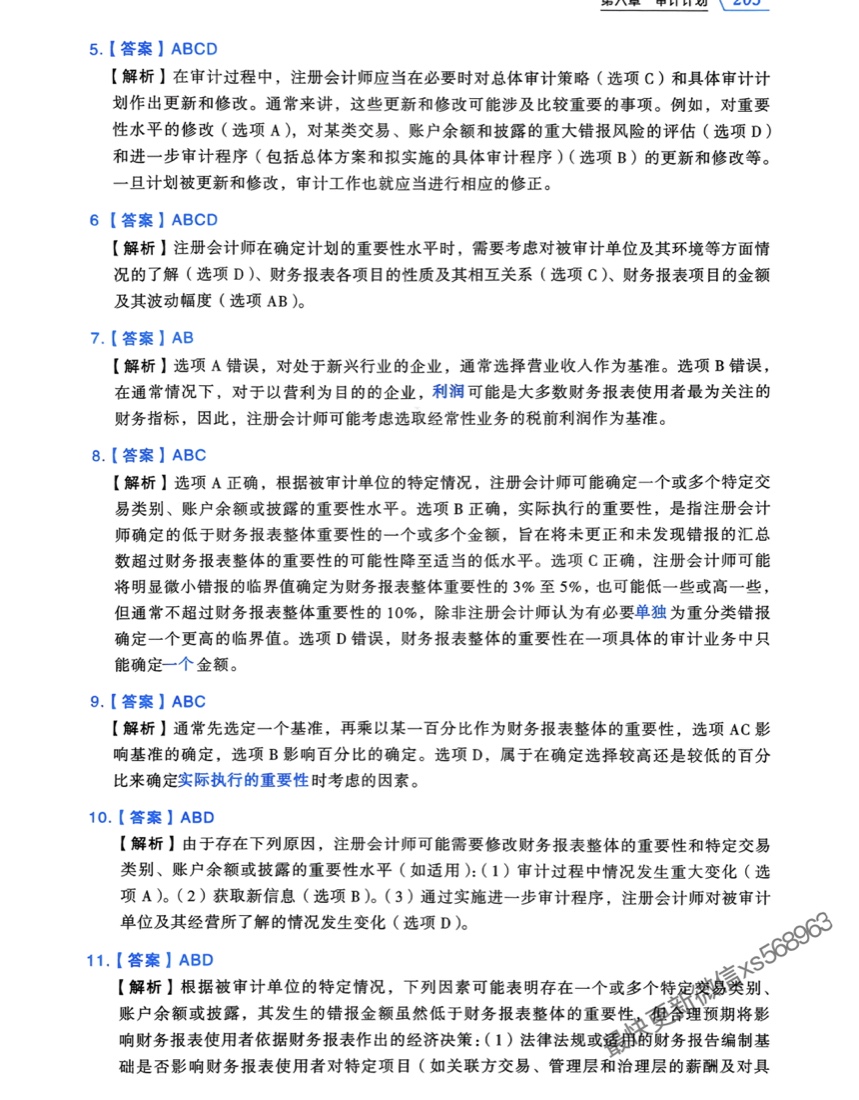 第六章 审计计划 205
5.【答案】ABCD
【解析】在审计过程中，注册会计师应当在必要时对总体审计策略（选项 C）和具体审计计
划作出更新和修改。通常来讲，这些更新和修改可能涉及比较重要的事项。例如，对重要
性水平的修改（选项 A），对某类交易、账户余额和披露的重大错报风险的评估（选项 D）
和进一步审计程序（包括总体方案和拟实施的具体审计程序）（选项 B）的更新和修改等。
一旦计划被更新和修改，审计工作也就应当进行相应的修正。
6【答案】ABCD
【解析】注册会计师在确定计划的重要性水平时，需要考虑对被审计单位及其环境等方面情
况的了解（选项 D）、财务报表各项目的性质及其相互关系（选项 C）、财务报表项目的金额
及其波动幅度（选项 AB）。
7.【答案】AB
【解析】选项 A 错误，对处于新兴行业的企业，通常选择营业收入作为基准。选项 B 错误，
在通常情况下，对于以营利为目的的企业，利润可能是大多数财务报表使用者最为关注的
财务指标，因此，注册会计师可能考虑选取经常性业务的税前利润作为基准。
8.【答案】ABC
【解析】选项 A 正确，根据被审计单位的特定情况，注册会计师可能确定一个或多个特定交
易类别、账户余额或披露的重要性水平。选项 B 正确，实际执行的重要性，是指注册会计
师确定的低于财务报表整体重要性的一个或多个金额，旨在将未更正和未发现错报的汇总
数超过财务报表整体的重要性的可能性降至适当的低水平。选项 C 正确，注册会计师可能
将明显微小错报的临界值确定为财务报表整体重要性的 3% 至 5%，也可能低一些或高一些，
但通常不超过财务报表整体重要性的 10%，除非注册会计师认为有必要单独为重分类错报
确定一个更高的临界值。选项 D 错误，财务报表整体的重要性在一项具体的审计业务中只
能确定一个金额。
9.【答案】ABC
【解析】通常先选定一个基准，再乘以某一百分比作为财务报表整体的重要性，选项 AC 影
响基准的确定，选项 B 影响百分比的确定。选项 D，属于在确定选择较高还是较低的百分
比来确定实际执行的重要性时考虑的因素。
10.【答案】ABD
【解析】由于存在下列原因，注册会计师可能需要修改财务报表整体的重要性和特定交易
类别、账户余额或披露的重要性水平（如适用）：（1）审计过程中情况发生重大变化（选
项 A）。（2）获取新信息（选项 B）。（3）通过实施进一步审计程序，注册会计师对被审计
单位及其经营所了解的情况发生变化（选项 D）。
11.【答案】ABD
【解析】根据被审计单位的特定情况，下列因素可能表明存在一个或多个特定交易类别、
账户余额或披露，其发生的错报金额虽然低于财务报表整体的重要性，但合理预期将影
响财务报表使用者依据财务报表作出的经济决策：（1）法律法规或适用的财务报告编制基
础是否影响财务报表使用者对特定项目（如关联方交易、管理层和治理层的薪酬及对具
最快更新微信xs568963